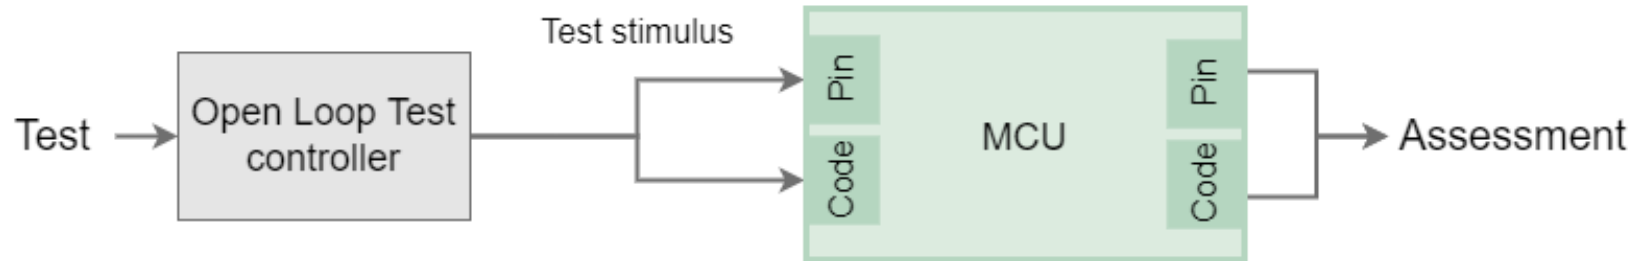 Test
Open Loop Test
controller
Test stimulus
Pin
Code
MCU
Pin
Code
Assessment